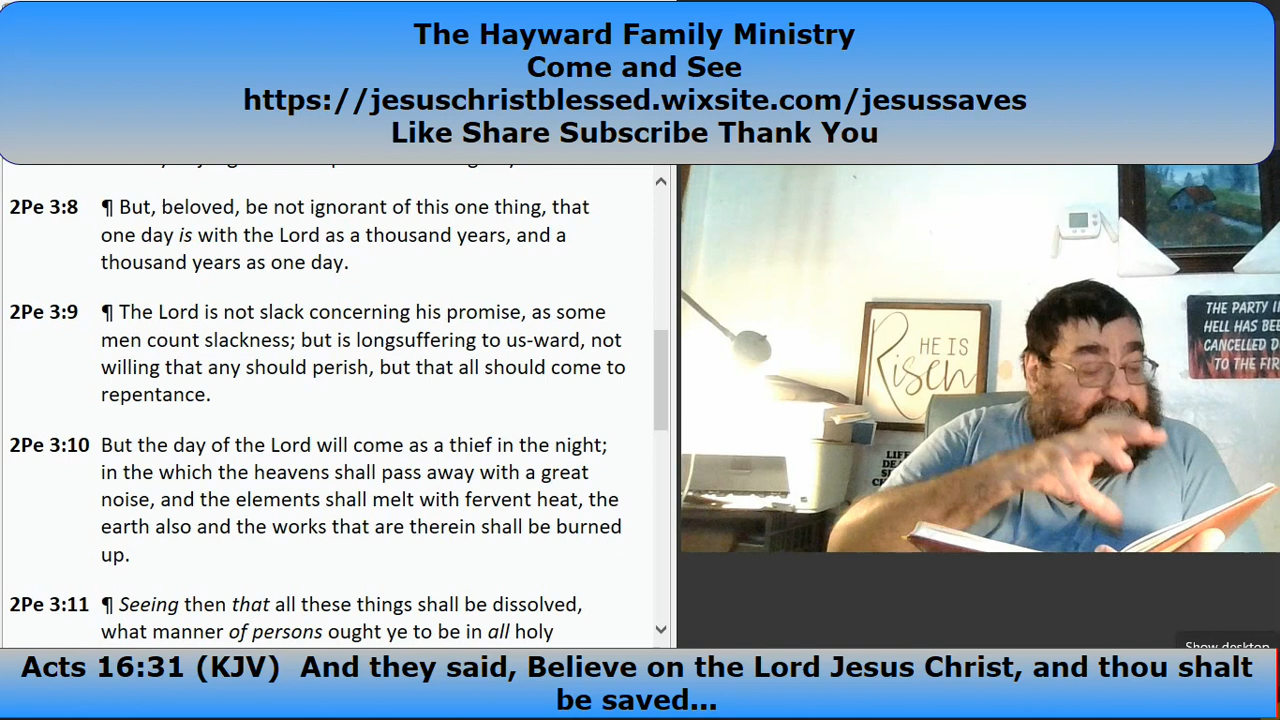 The Hayward Family Ministry
Come and See
https://jesuschristblessed.wixsite.com/jesussaves
Like Share Subscribe Thank You
2Pe 3:8 ¶ But, beloved, be not ignorant of this one thing, that
one day is with the Lord as a thousand years, and a
thousand years as one day.
2Pe 3:9 ¶ The Lord is not slack concerning his promise, as some
men count slackness; but is longsuffering to us-ward, not
willing that any should perish, but that all should come to
repentance.
2Pe 3:10 But the day of the Lord will come as a thief in the night;
in the which the heavens shall pass away with a great
noise, and the elements shall melt with fervent heat, the
earth also and the works that are therein shall be burned
up.
2Pe 3:11 ¶ Seeing then that all these things shall be dissolved,
what manner of persons ought ye to be in all holy
HE IS
Risen
THE PARTY
HELL HAS
CANCELLED
TO THE
Show desktop
Acts 16:31 (KJV) And they said, Believe on the Lord Jesus Christ, and thou shalt
be saved...